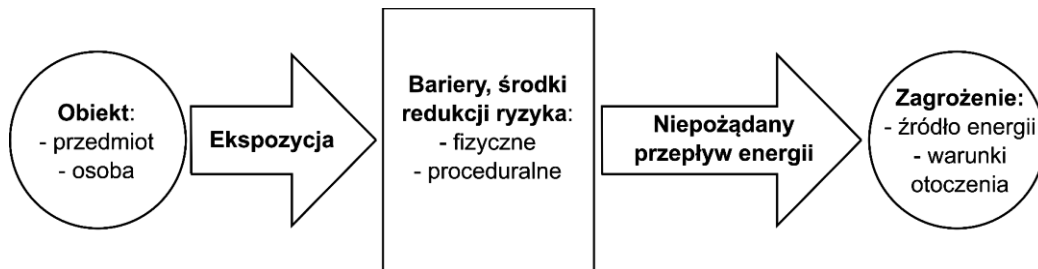 Obiekt:
- przedmiot
- osoba
Ekspozycja
Bariery, środki
redukcji ryzyka:
- fizyczne
- proceduralne
Niepożądany
przepływ energii
Zagrożenie:
- źródło energii
- warunki
otoczenia